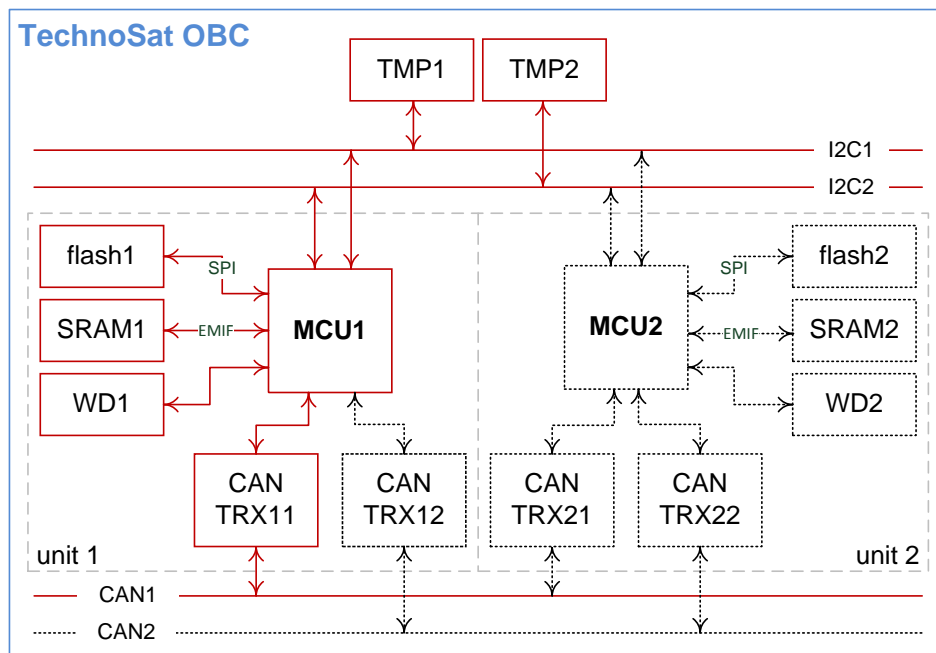 TechnoSat OBC
TMP1
TMP2
I2C1
I2C2
flash1
SPI
SRAM1
EMIF
MCU1
WD1
CAN
TRX11
CAN
TRX12
unit 1
MCU2
SPI
flash2
EMIF
SRAM2
WD2
CAN
TRX21
CAN
TRX22
unit 2
CAN1
CAN2